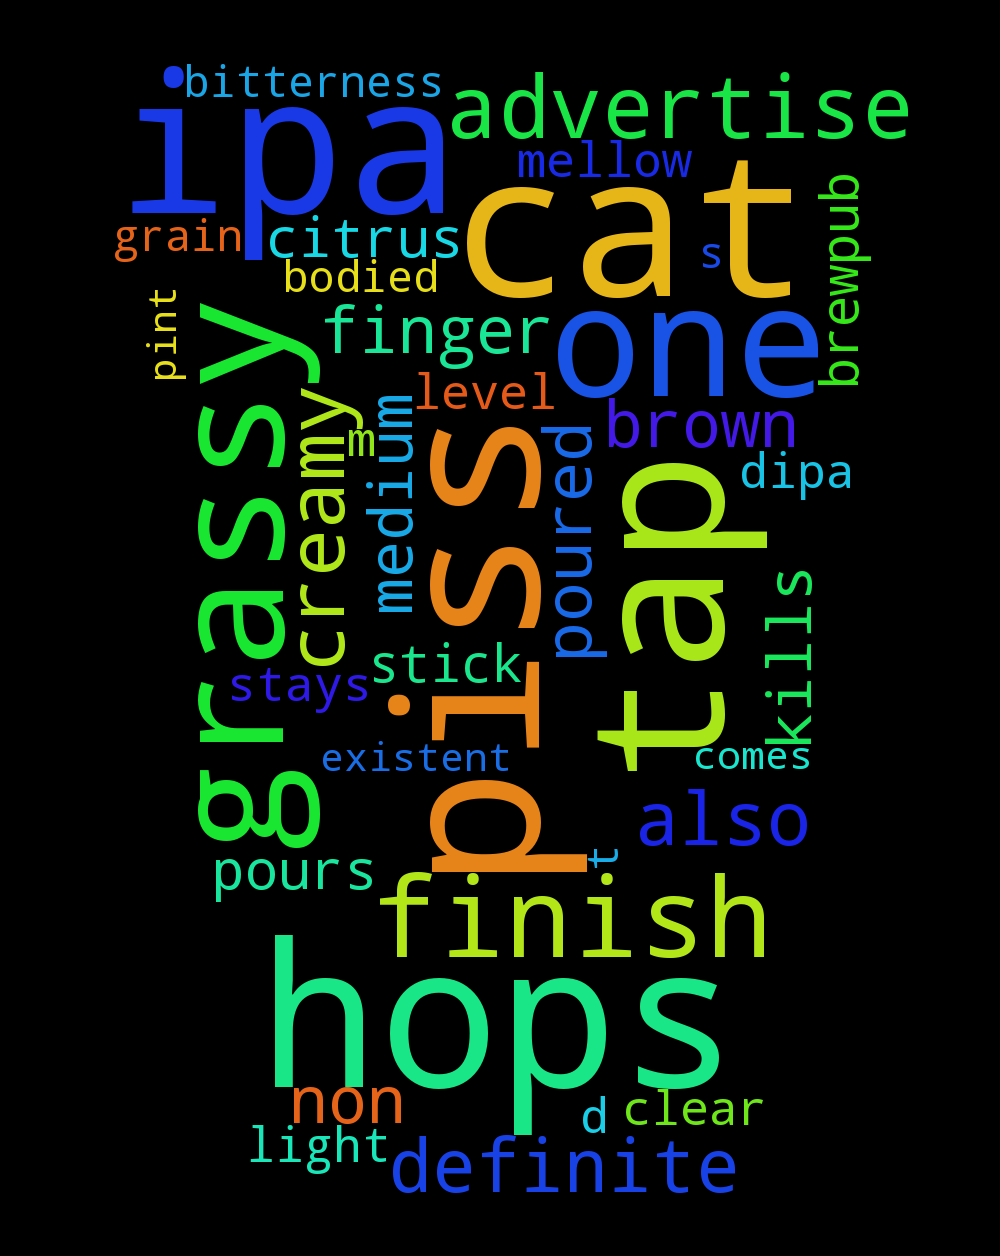 bitterness
ipa
advertise
mellow
cat
brewpub
grain
citrus
s
bodied
pint
finger
one
grassy
level
creamy
m
medium
brown
piss
poured
tap
dipa
kills
stick
stays
existent
comes
also
t
pours
finish
hops
non
d
clear
light
definite